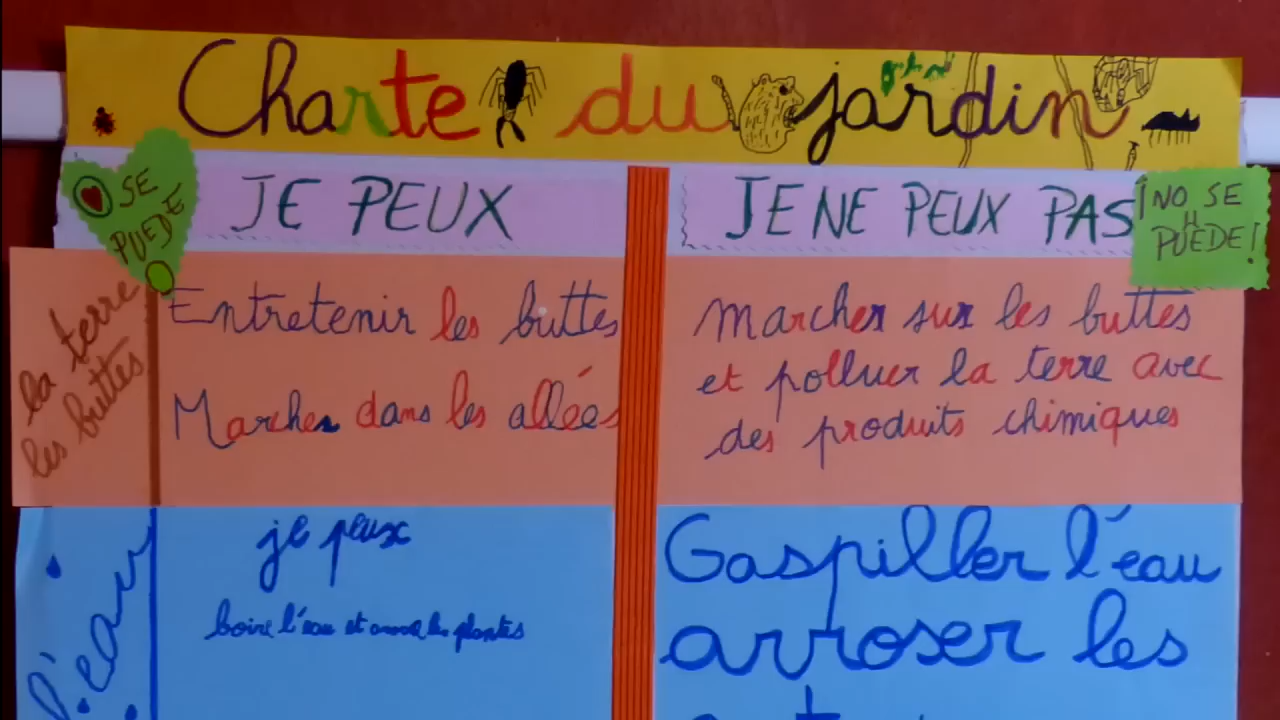 Charte du jardin
SE
PUEDE
JE PEUX
JE NE PEUX PAS
¡NO SE
PUEDE!
la terre
les buttes
Entretenir les buttes
Marcher dans les allées
marcher sur les buttes
et polluer la terre avec
des produits chimiques
l'eau
je peux
boire l'eau et arroser les plantes
Gaspiller l'eau
arroser les